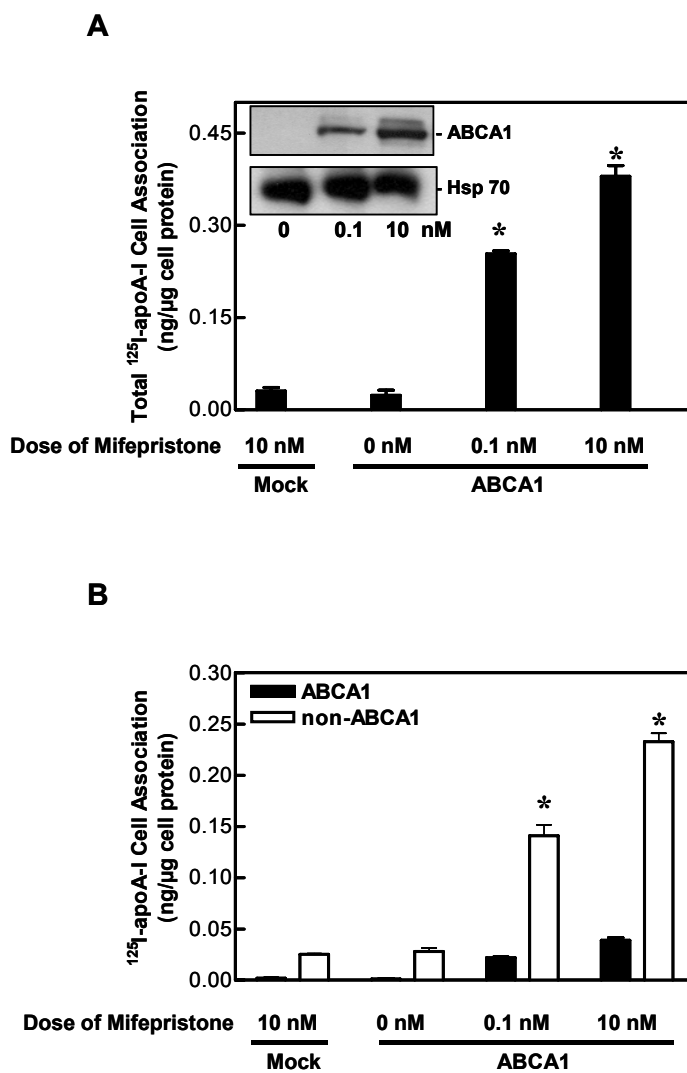 A
Total ¹²⁵I-apoA-I Cell Association
(ng/µg cell protein)
0.45
0.30
0.15
0.00
- ABCA1
- Hsp 70
0 0.1 10 nM
*
*
Dose of Mifepristone 10 nM 0 nM 0.1 nM 10 nM
Mock ABCA1
B
¹²⁵I-apoA-I Cell Association
(ng/µg cell protein)
0.30
0.25
0.20
0.15
0.10
0.05
0.00
ABCA1
non-ABCA1
*
*
Dose of Mifepristone 10 nM 0 nM 0.1 nM 10 nM
Mock ABCA1